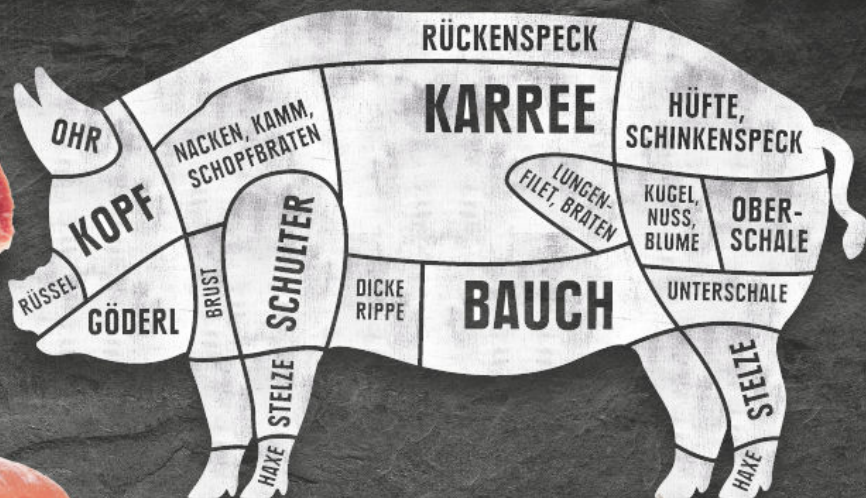 RÜCKENSPECK
OHR
NACKEN, KAMM,
SCHOPFBRATEN
KARREE
HÜFTE,
SCHINKENSPECK
KOPF
RÜSSEL
GÖDERL
BRUST
SCHULTER
LUNGEN-
FILET, BRATEN
KUGEL,
NUSS,
BLUME
OBER-
SCHALE
DICKE
RIPPE
BAUCH
UNTERSCHALE
STELZE
HAXE
STELZE
HAXE